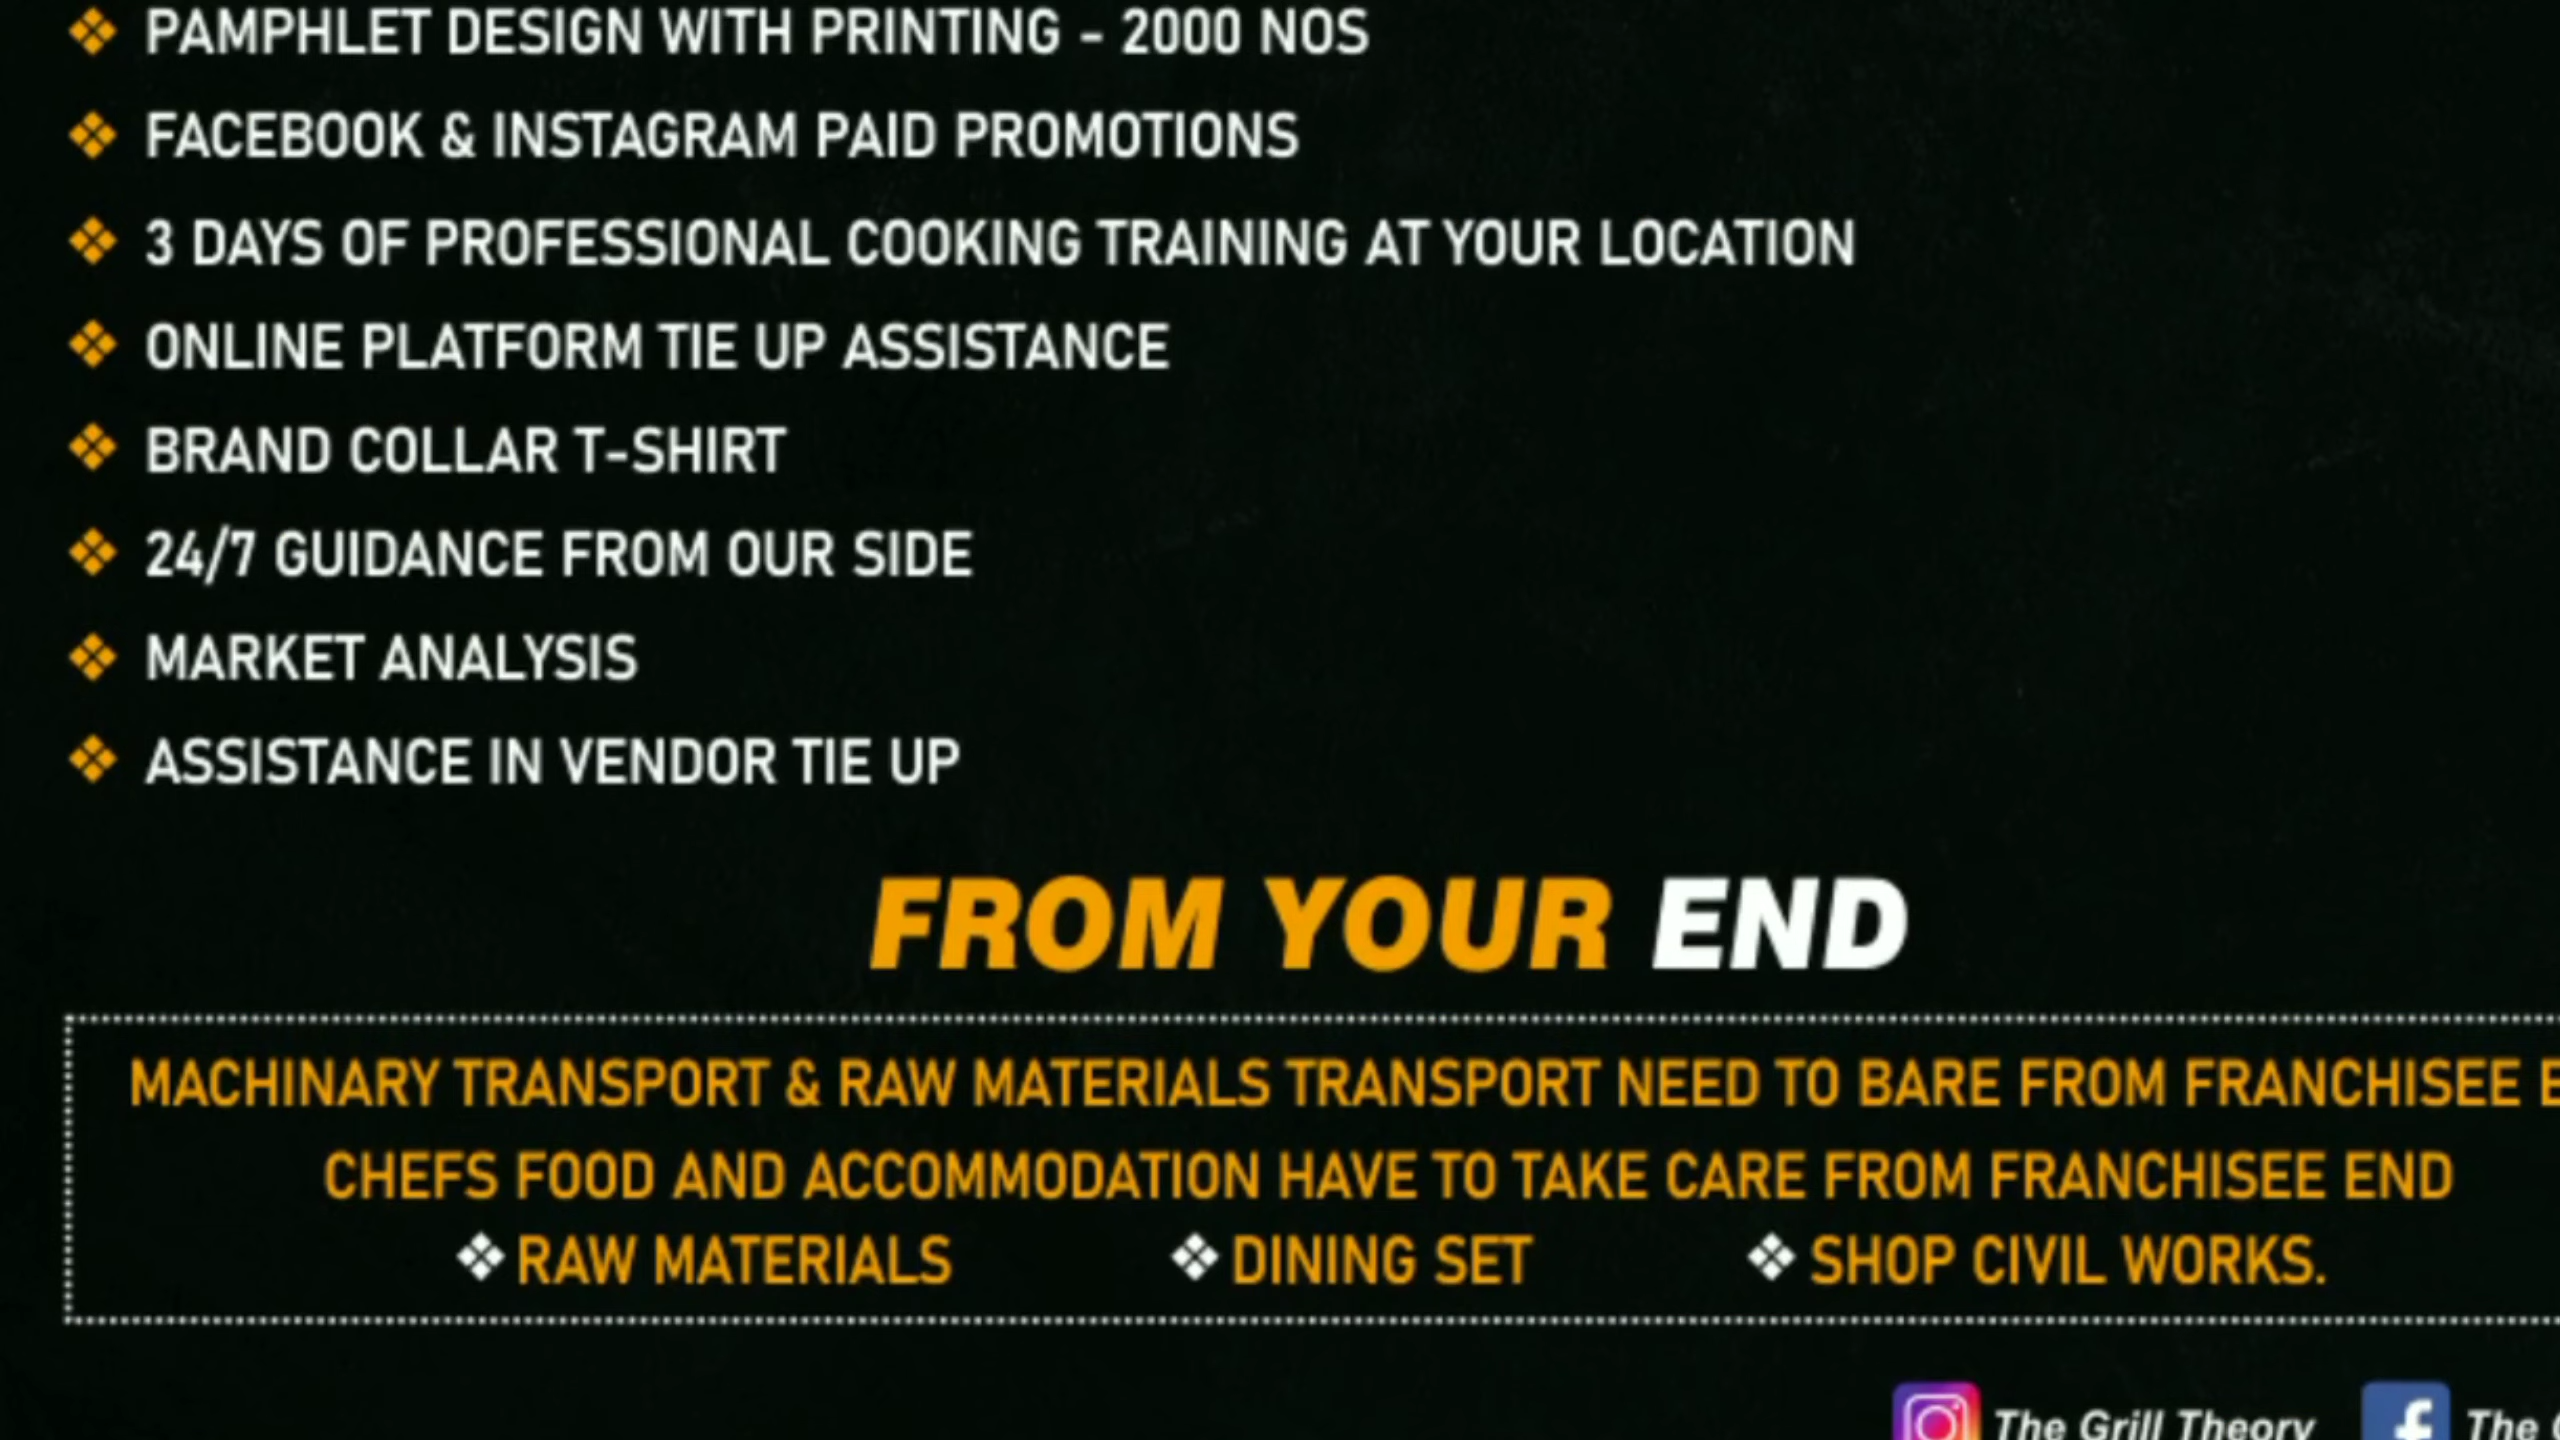 ❖ PAMPHLET DESIGN WITH PRINTING - 2000 NOS
❖ FACEBOOK & INSTAGRAM PAID PROMOTIONS
❖ 3 DAYS OF PROFESSIONAL COOKING TRAINING AT YOUR LOCATION
❖ ONLINE PLATFORM TIE UP ASSISTANCE
❖ BRAND COLLAR T-SHIRT
❖ 24/7 GUIDANCE FROM OUR SIDE
❖ MARKET ANALYSIS
❖ ASSISTANCE IN VENDOR TIE UP
FROM YOUR END
MACHINARY TRANSPORT & RAW MATERIALS TRANSPORT NEED TO BARE FROM FRANCHISEE
CHEFS FOOD AND ACCOMMODATION HAVE TO TAKE CARE FROM FRANCHISEE END
❖ RAW MATERIALS ❖ DINING SET ❖ SHOP CIVIL WORKS.
The Grill Theory The